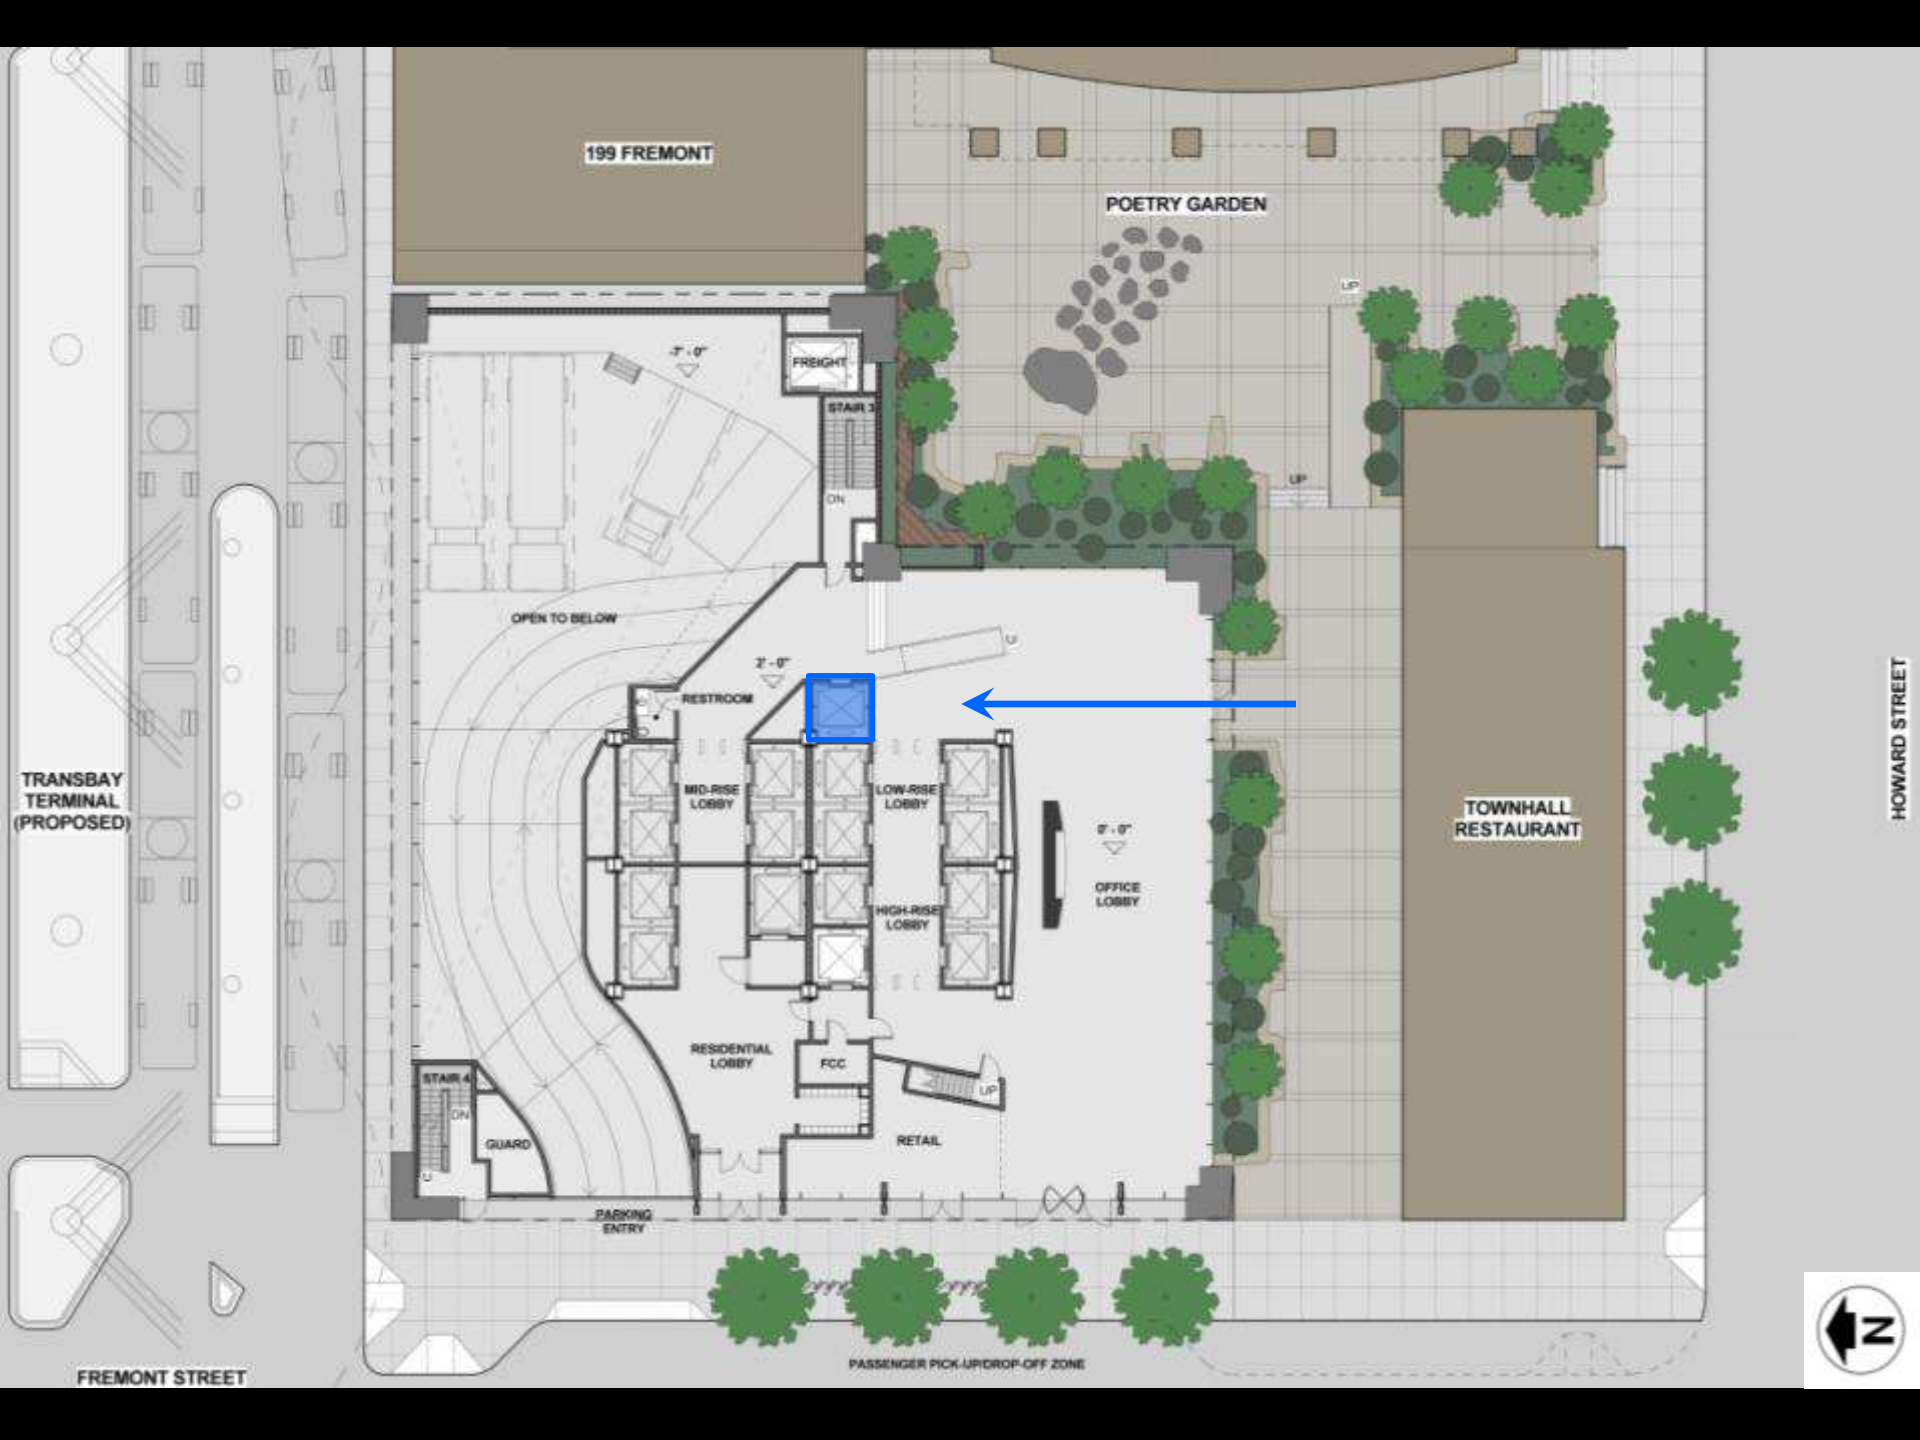 199 FREMONT
POETRY GARDEN
UP
-7' - 0"
FREIGHT
STAIR 3
DN
UP
OPEN TO BELOW
2' - 0"
RESTROOM
MID-RISE
LOBBY
LOW-RISE
LOBBY
0' - 0"
OFFICE
LOBBY
HIGH-RISE
LOBBY
TRANSBAY
TERMINAL
(PROPOSED)
TOWNHALL
RESTAURANT
HOWARD STREET
RESIDENTIAL
LOBBY
FCC
STAIR 4
DN
GUARD
UP
RETAIL
PARKING
ENTRY
PASSENGER PICK-UP/DROP-OFF ZONE
FREMONT STREET
N